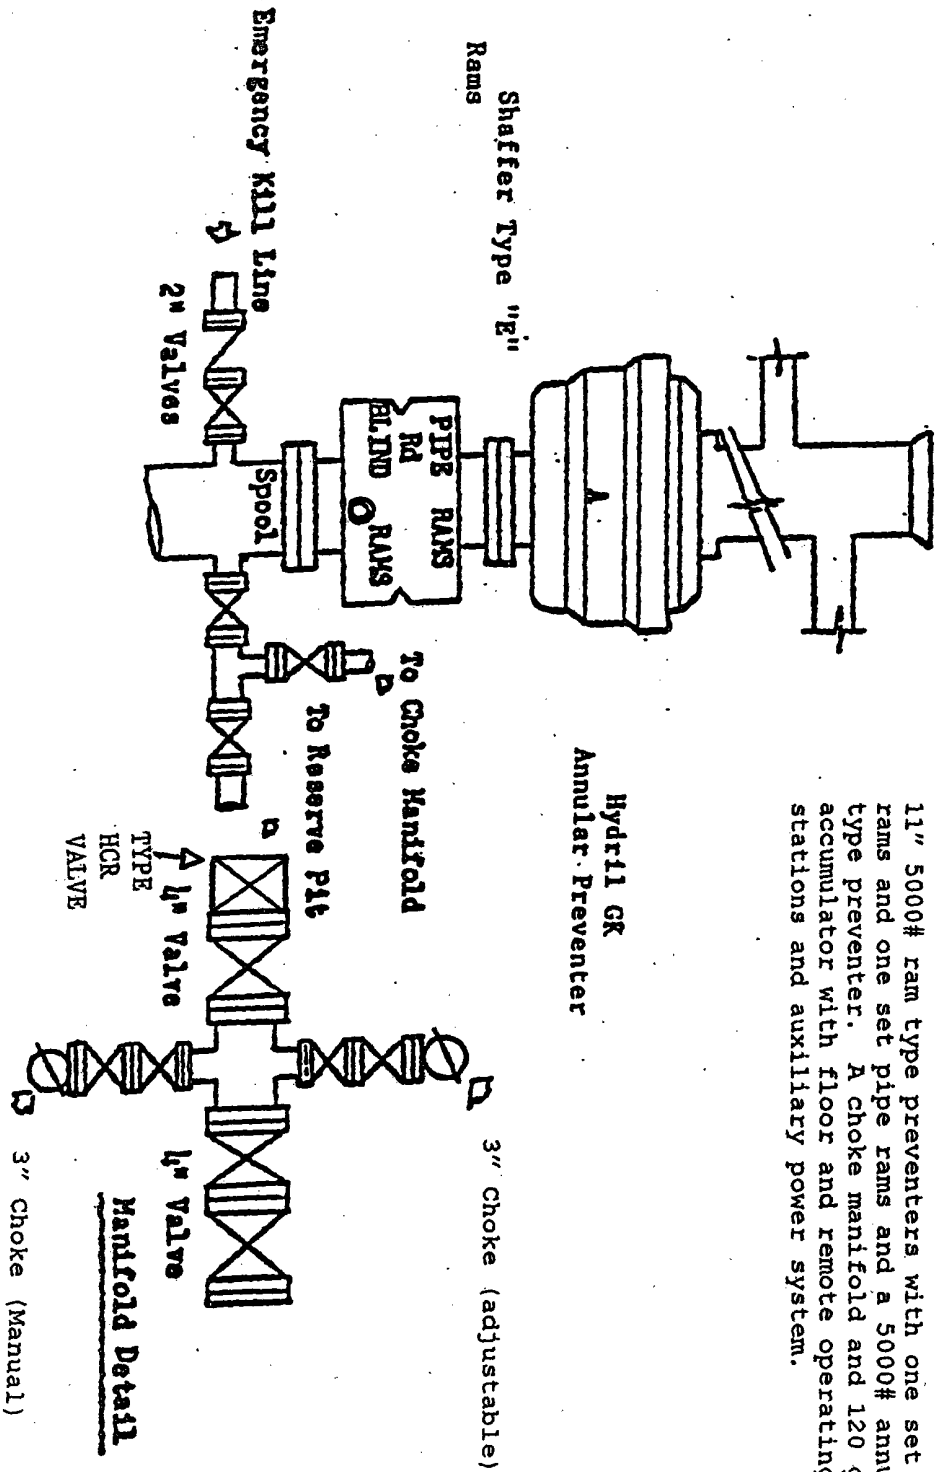 11" 5000# ram type preventers with one set
rams and one set pipe rams and a 5000#
type preventer. A choke manifold and 120
accumulator with floor and remote operating
stations and auxiliary power system.
Hydril GK
Annular Preventer
A
Shaffer Type "E"
Rams
PIPE RAMS
Rd
BLIND RAMS
Spool
Emergency Kill Line
2" Valves
To Choke Manifold
To Reserve Pit
TYPE
HCR
VALVE
4" Valve
4" Valve
3" Choke (adjustable)
3" Choke (Manual)
Manifold Detail